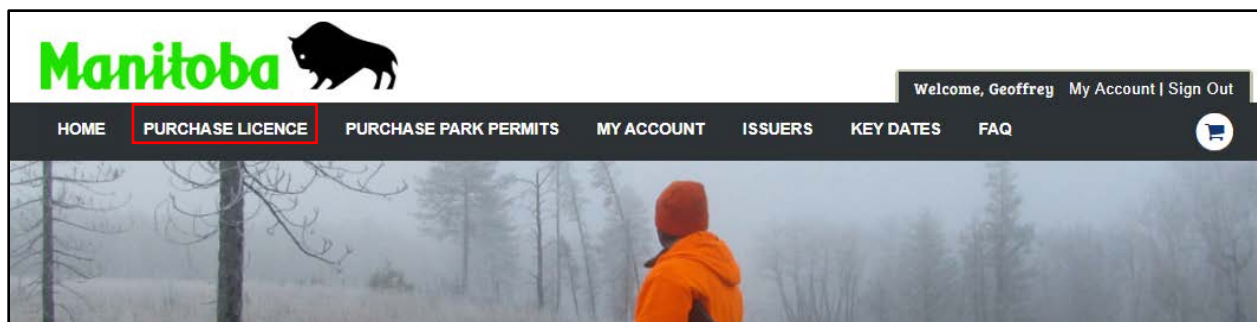 Manitoba
Welcome, Geoffrey My Account | Sign Out
HOME PURCHASE LICENCE PURCHASE PARK PERMITS MY ACCOUNT ISSUERS KEY DATES FAQ